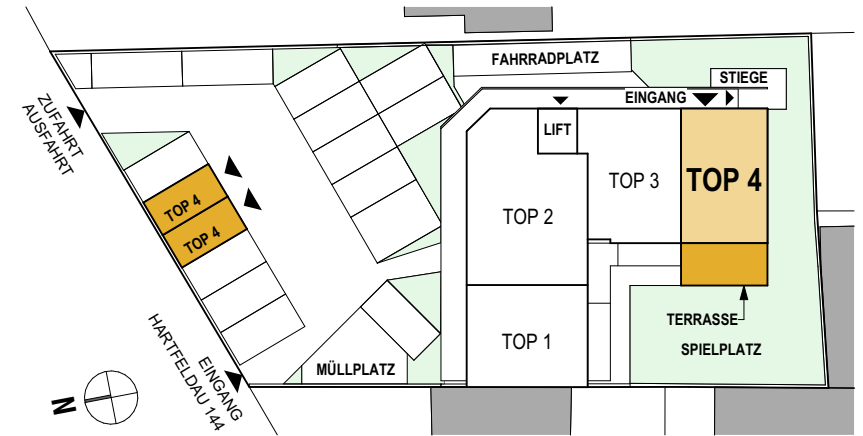 FAHRRADPLATZ
STIEGE
EINGANG
ZUFAHRT
AUSFAHRT
LIFT
TOP 3
TOP 4
TOP 2
TOP 4
TOP 4
TERRASSE
SPIELPLATZ
TOP 1
MÜLLPLATZ
EINGANG
HARTFELDAU 144
N